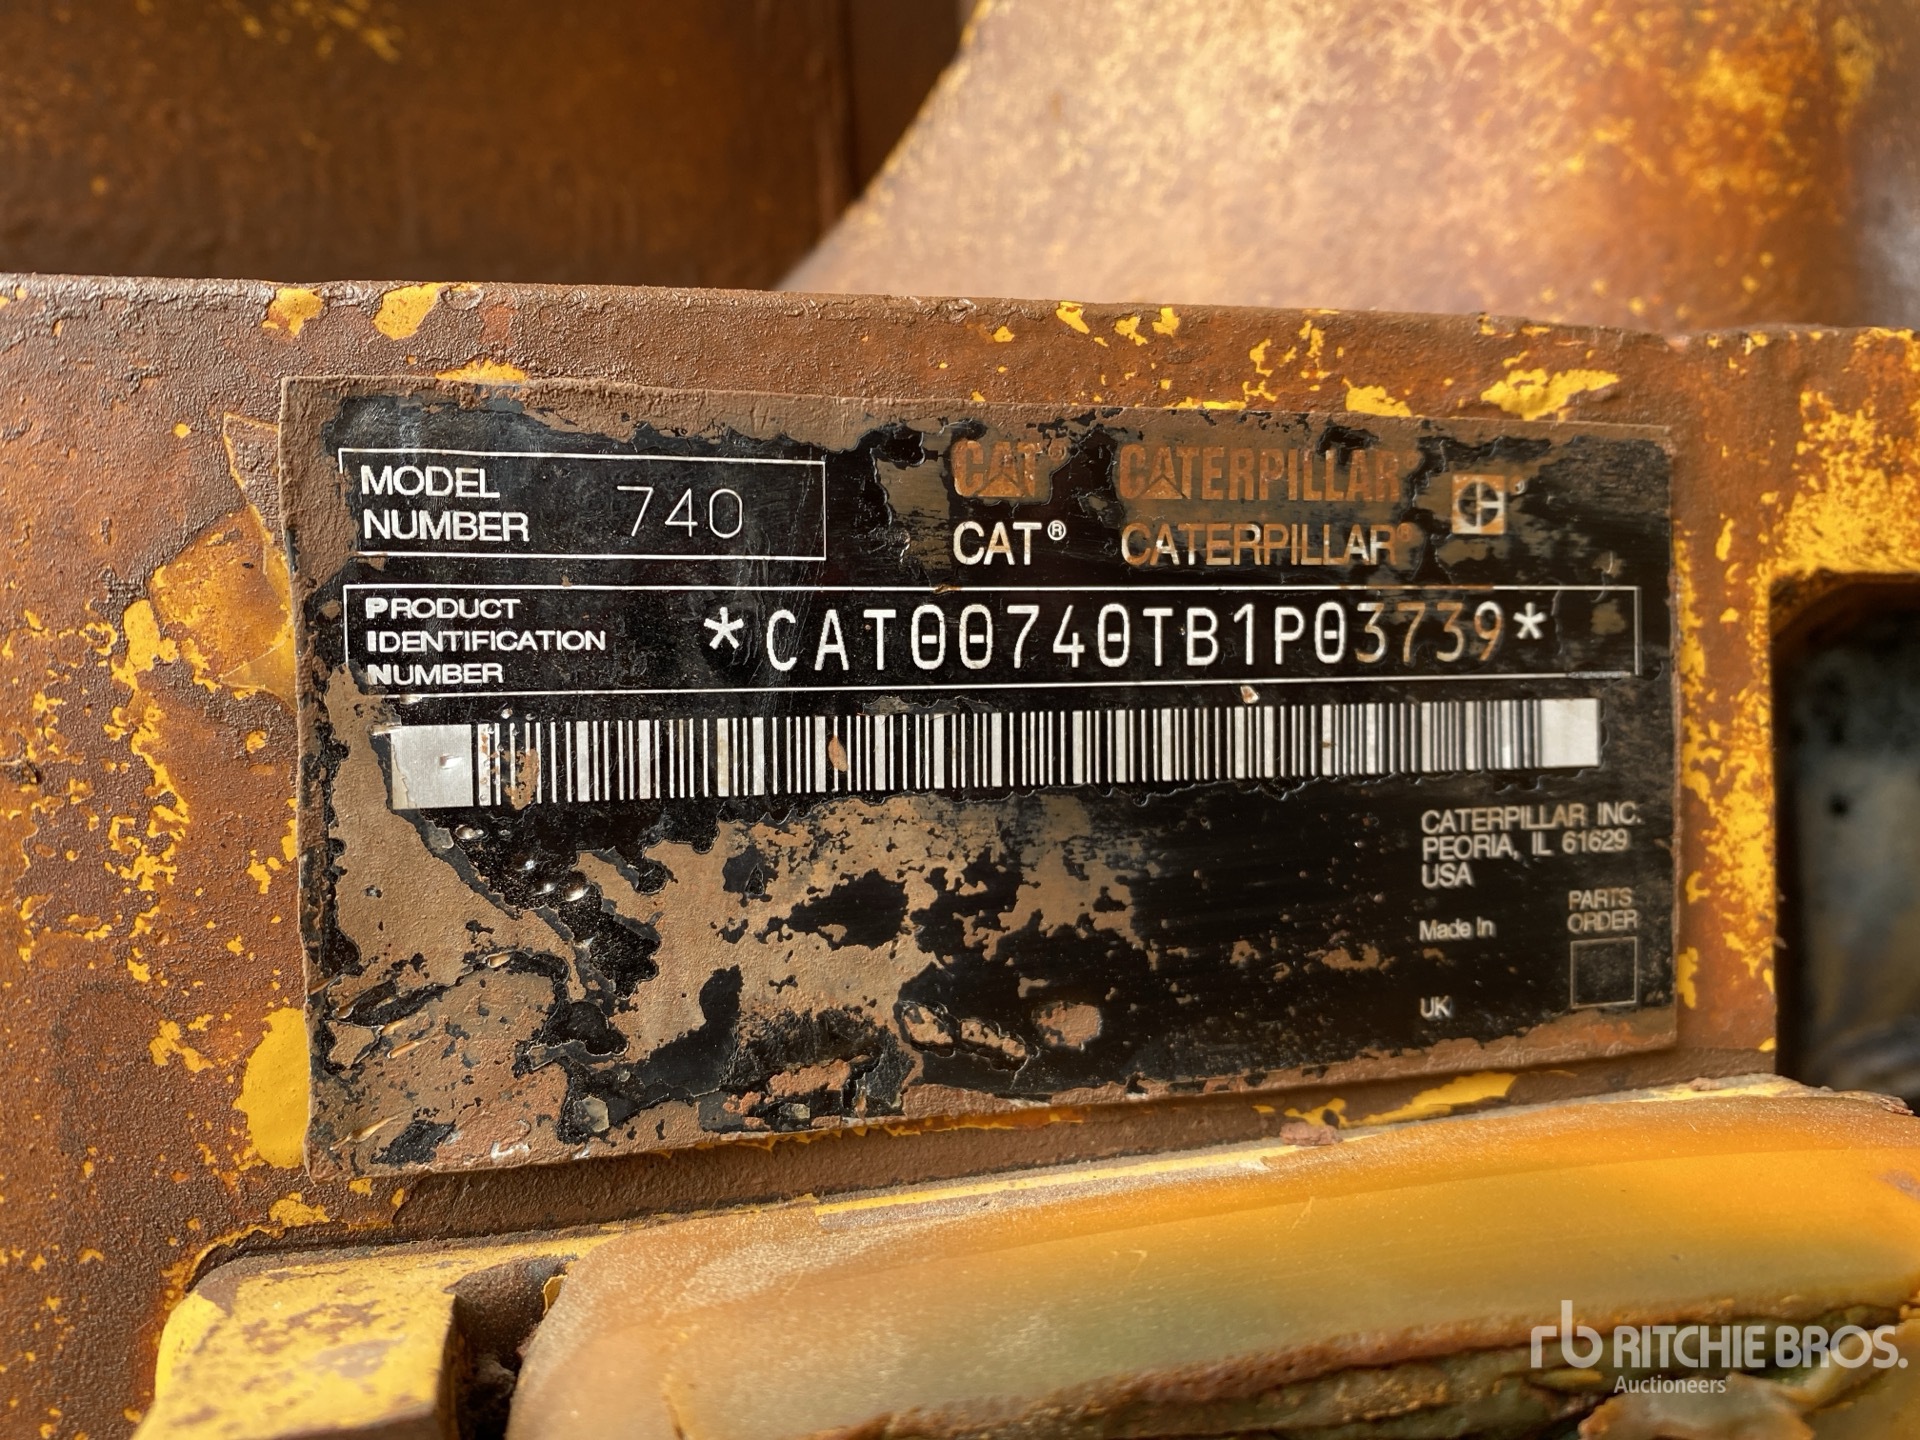 MODEL
NUMBER
740
CAT® CATERPILLAR®
CAT® CATERPILLAR®
PRODUCT
IDENTIFICATION
NUMBER
*CAT00740TB1P03739*
CATERPILLAR INC.
PEORIA, IL 61629
USA
PARTS
ORDER
Made In
UK
rb RITCHIE BROS.
Auctioneers